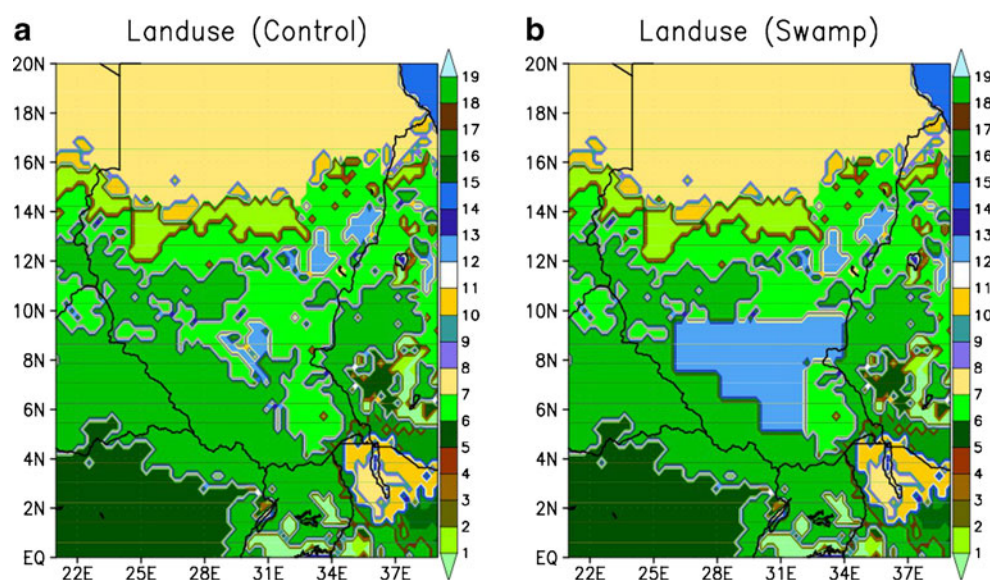 a Landuse (Control)
b Landuse (Swamp)
20N
18N
16N
14N
12N
10N
8N
6N
4N
2N
EQ
22E 25E 28E 31E 34E 37E
19
18
17
16
15
14
13
12
11
10
9
8
7
6
5
4
3
2
1
20N
18N
16N
14N
12N
10N
8N
6N
4N
2N
EQ
22E 25E 28E 31E 34E 37E
19
18
17
16
15
14
13
12
11
10
9
8
7
6
5
4
3
2
1